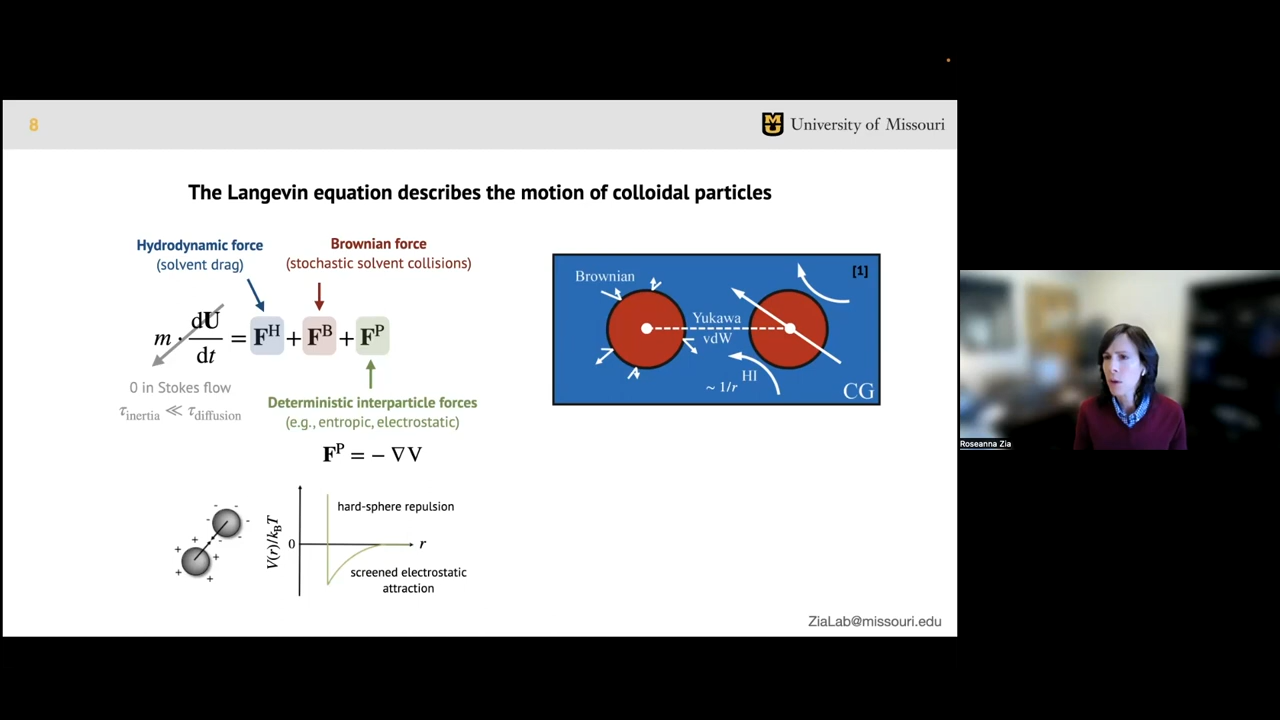 8
University of Missouri
The Langevin equation describes the motion of colloidal particles
Hydrodynamic force
(solvent drag)
Brownian force
(stochastic solvent collisions)
m · dU/dt = F^H + F^B + F^P
0 in Stokes flow
τ_inertia ≪ τ_diffusion
Deterministic interparticle forces
(e.g., entropic, electrostatic)
F^P = − ∇V
V(r)/k_BT
0
r
hard-sphere repulsion
screened electrostatic
attraction
[1]
Brownian
Yukawa
vdW
HI
~ 1/r
CG
ZiaLab@missouri.edu
Roseanna Zia